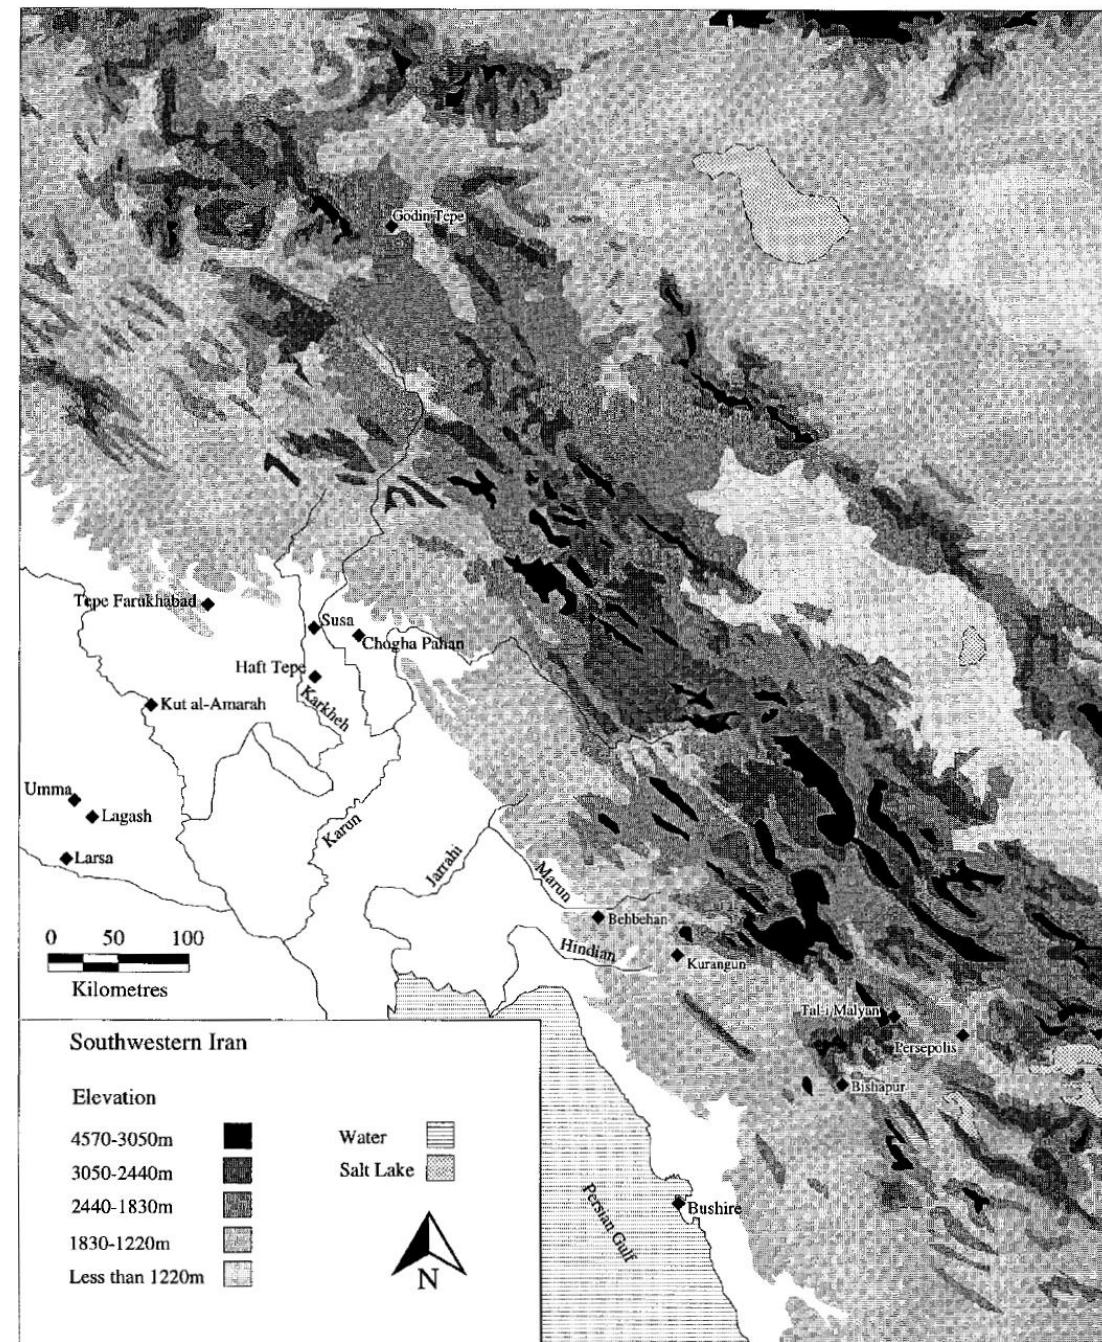 Godin Tepe
Tepe Farukhabad
Susa
Chogha Pahan
Haft Tepe
Karkheh
Kut al-Amarah
Umma
Lagash
Larsa
Karun
Jarrahi
Marun
Behbehan
Hindian
Kurangun
Tal-i Malyan
Persepolis
Bishapur
Bushire
Persian Gulf
0 50 100
Kilometres
Southwestern Iran
Elevation
4570-3050m
3050-2440m
2440-1830m
1830-1220m
Less than 1220m
Water
Salt Lake
N